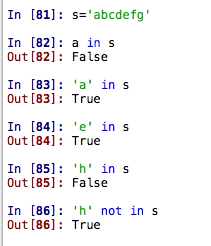 In [81]: s='abcdefg'
In [82]: a in s
Out[82]: False
In [83]: 'a' in s
Out[83]: True
In [84]: 'e' in s
Out[84]: True
In [85]: 'h' in s
Out[85]: False
In [86]: 'h' not in s
Out[86]: True